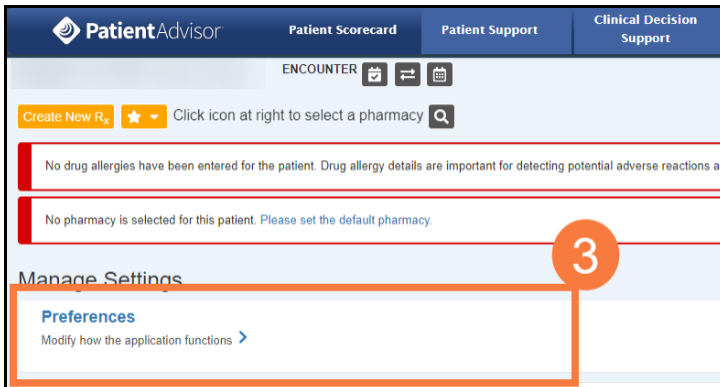 PatientAdvisor
Patient Scorecard
Patient Support
Clinical Decision
Support
ENCOUNTER
Create New Rx
Click icon at right to select a pharmacy
No drug allergies have been entered for the patient. Drug allergy details are important for detecting potential adverse reactions a
No pharmacy is selected for this patient. Please set the default pharmacy.
3
Manage Settings
Preferences
Modify how the application functions